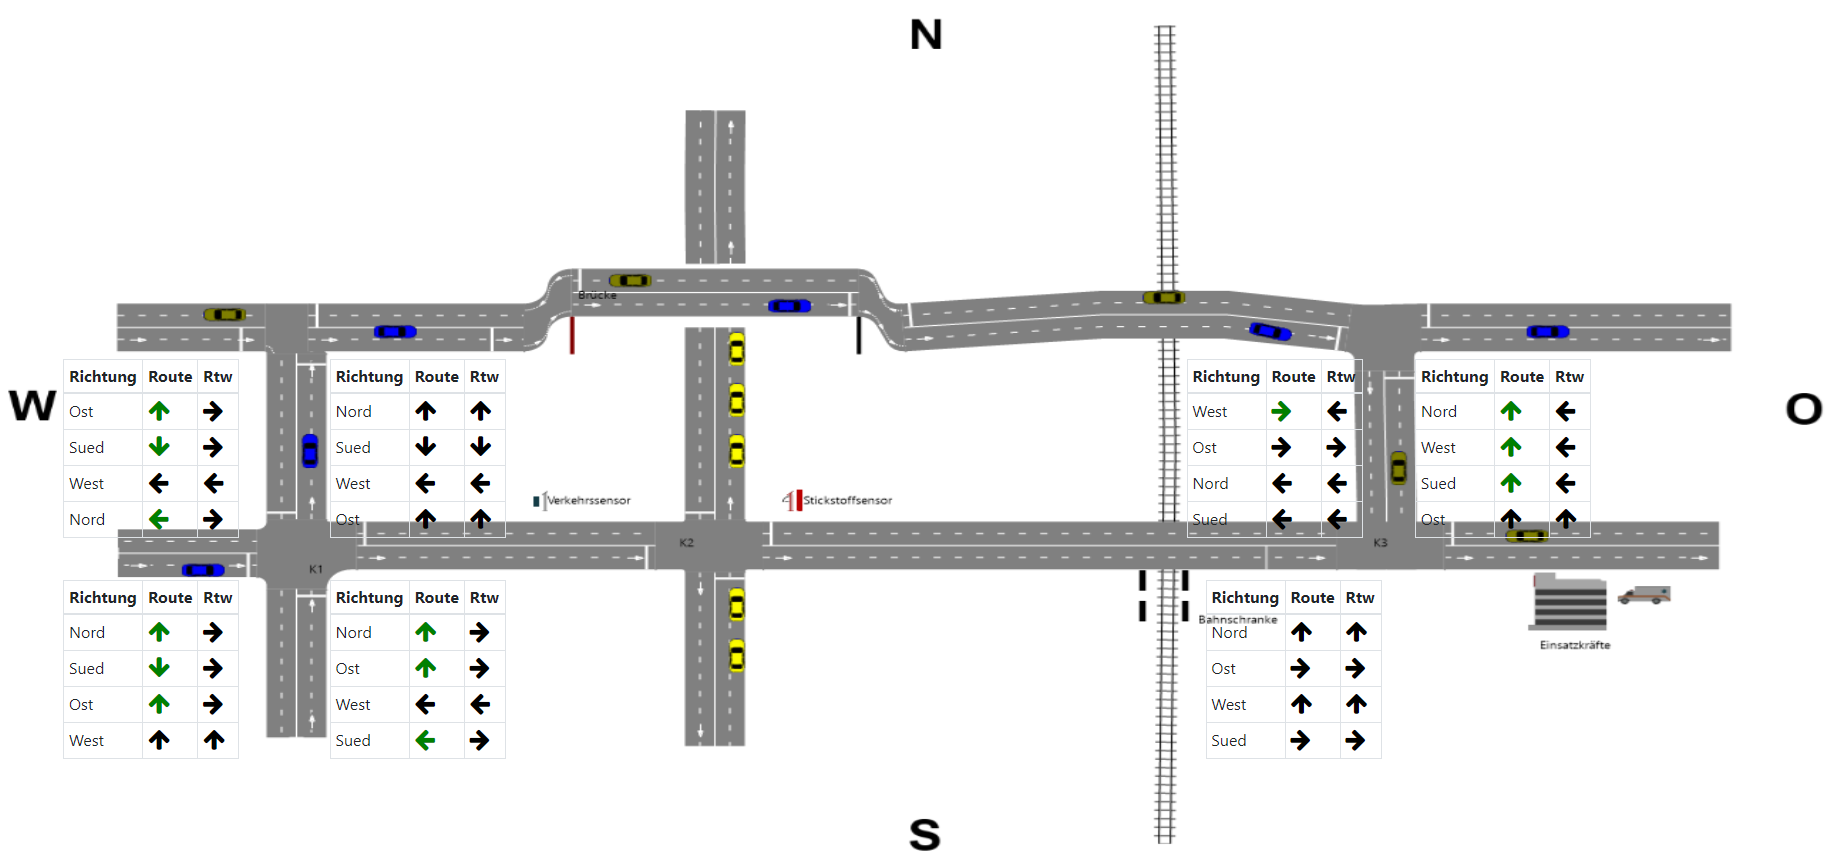 N
Brücke
W
O
Richtung Route Rtw
Ost
Sued
West
Nord
Richtung Route Rtw
Nord
Sued
West
Ost
Richtung Route Rtw
West
Ost
Nord
Sued
Richtung Route Rtw
Nord
West
Sued
Ost
Verkehrssensor
Stickstoffsensor
K1
K2
K3
Richtung Route Rtw
Nord
Sued
Ost
West
Richtung Route Rtw
Nord
Ost
West
Sued
Bahnschranke
Richtung Route Rtw
Nord
Ost
West
Sued
Einsatzkräfte
S